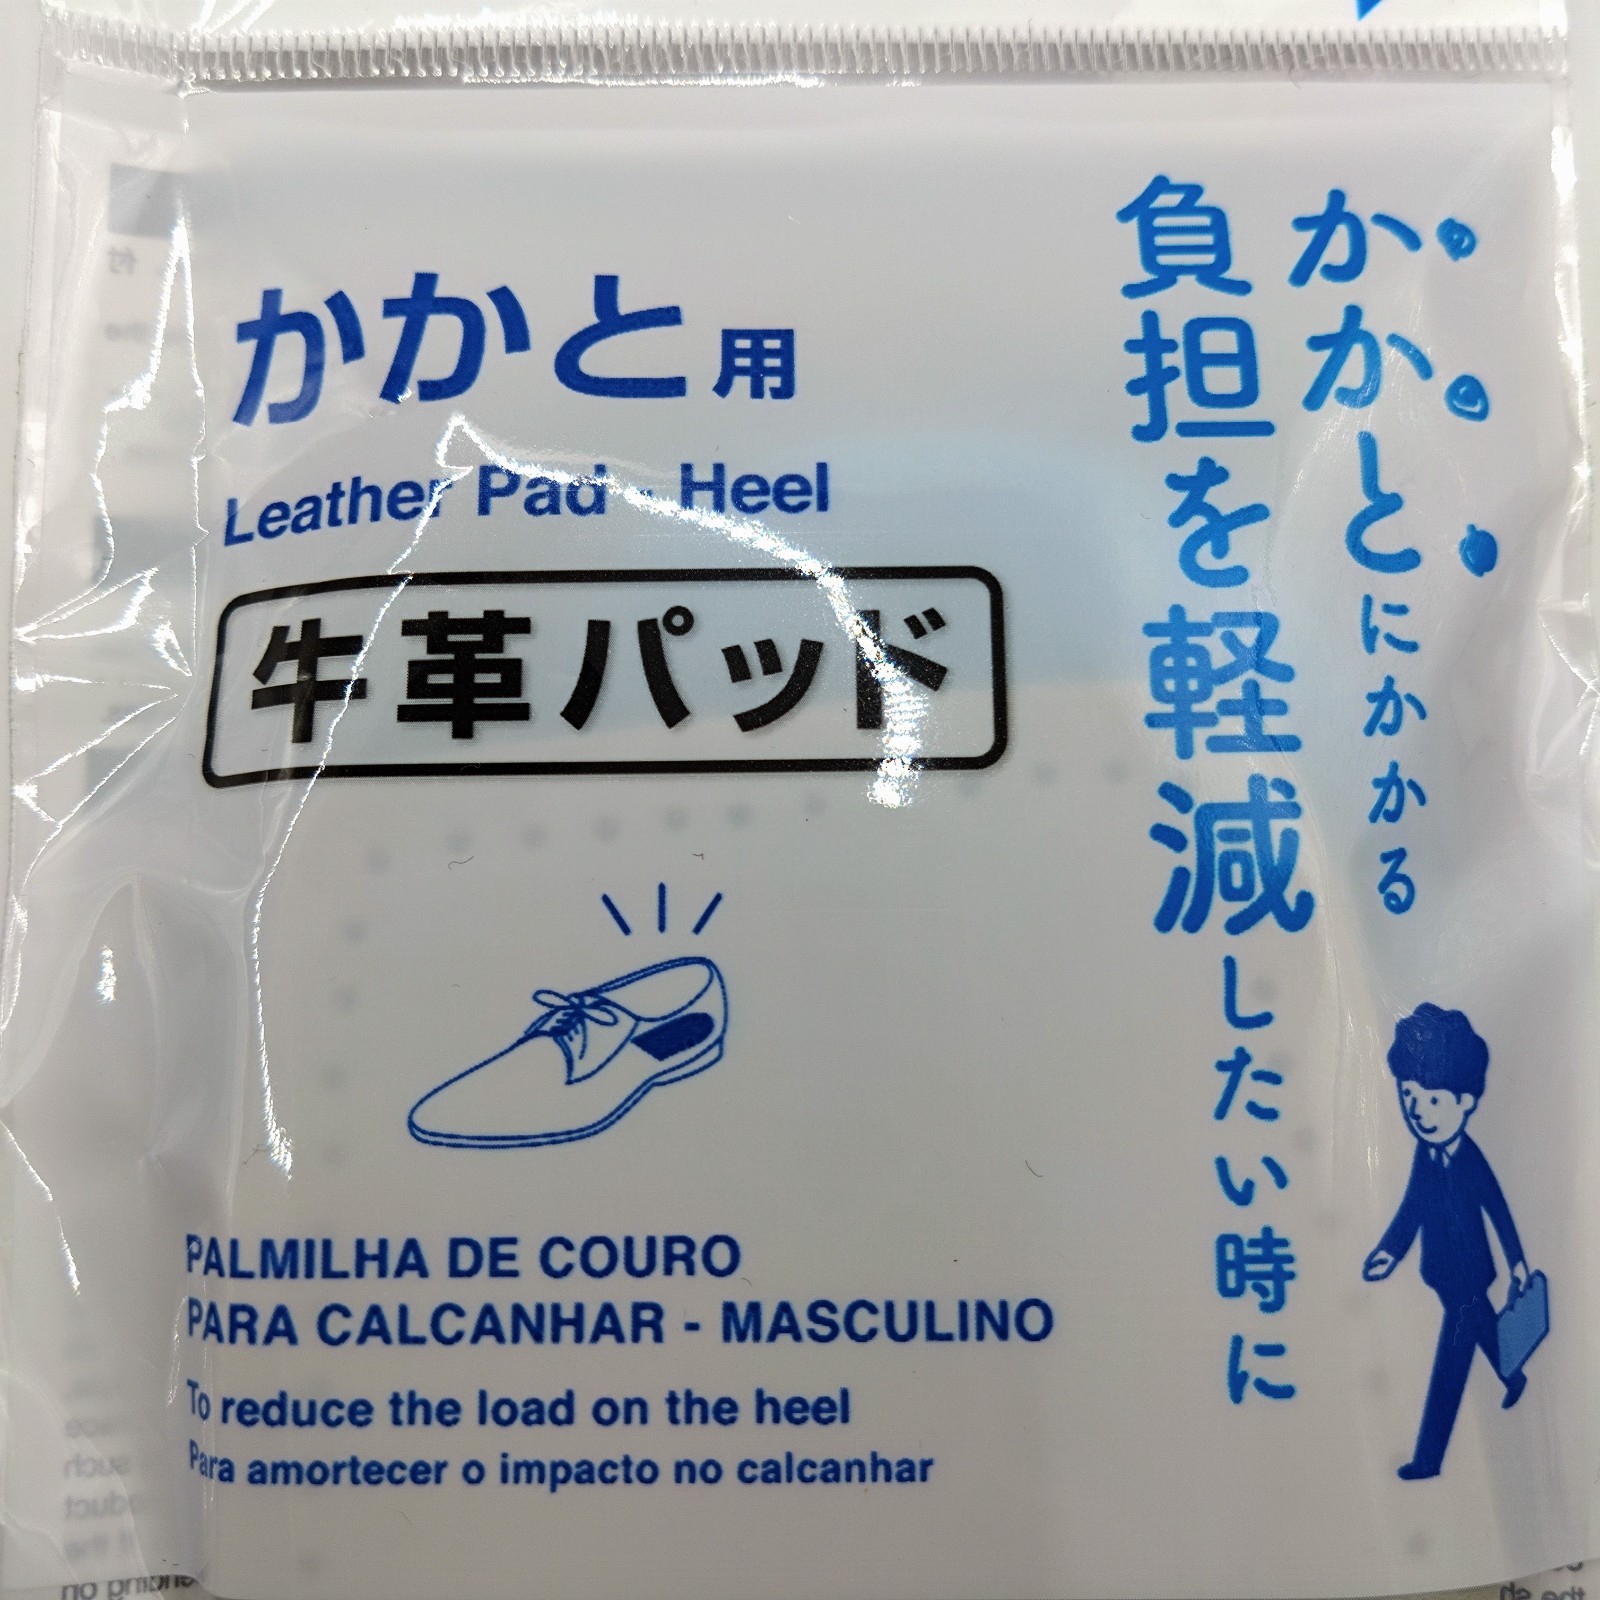 かかと用
Leather Pad - Heel
牛革パッド
かかとにかかる
負担を軽減したい時に
PALMILHA DE COURO
PARA CALCANHAR - MASCULINO
To reduce the load on the heel
Para amortecer o impacto no calcanhar